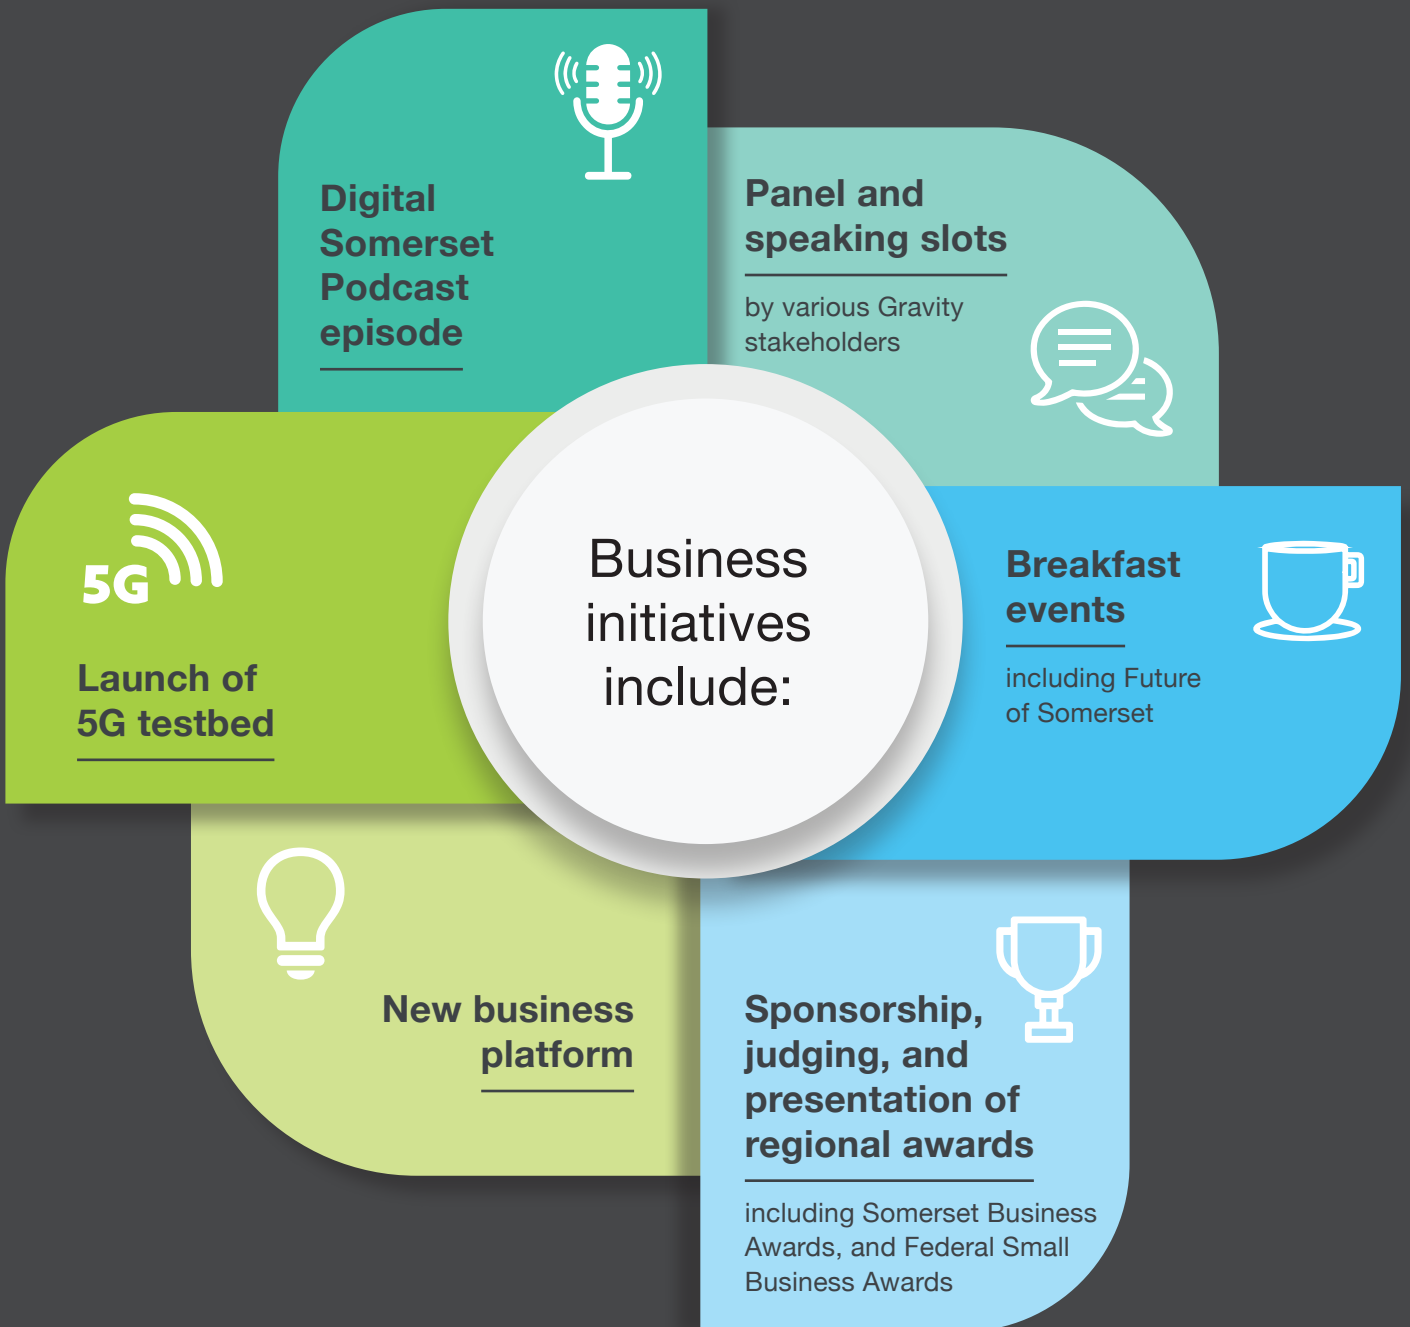 Business
initiatives
include:
Digital
Somerset
Podcast
episode
Panel and
speaking slots
by various Gravity
stakeholders
Breakfast
events
including Future
of Somerset
Sponsorship,
judging, and
presentation of
regional awards
including Somerset Business
Awards, and Federal Small
Business Awards
New business
platform
5G
Launch of
5G testbed